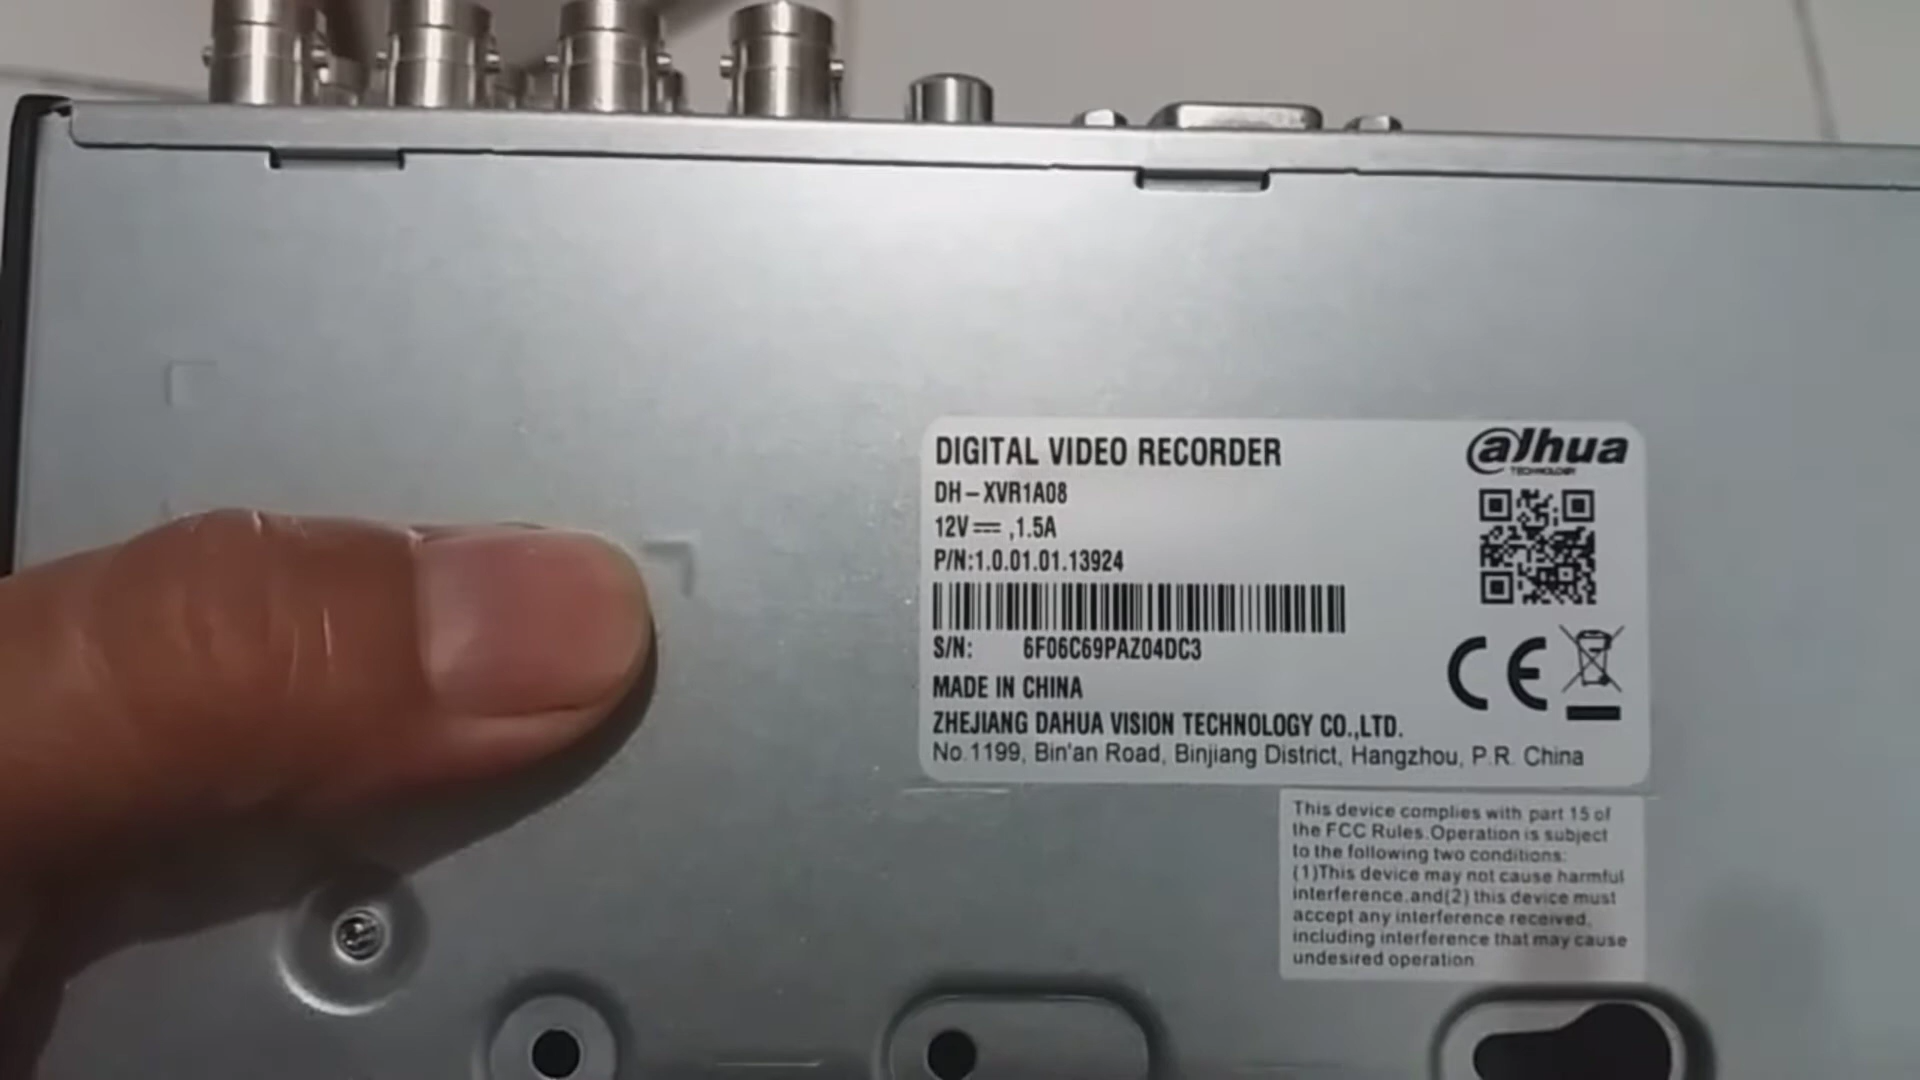 DIGITAL VIDEO RECORDER
alhua
TECHNOLOGY
DH-XVR1A08
12V⎓,1.5A
P/N:1.0.01.01.13924
S/N: 6F06C69PAZ04DC3
MADE IN CHINA
CE
ZHEJIANG DAHUA VISION TECHNOLOGY CO.,LTD.
No.1199, Bin'an Road, Binjiang District, Hangzhou, P.R. China
This device complies with part 15 of
the FCC Rules.Operation is subject
to the following two conditions:
(1)This device may not cause harmful
interference.and(2) this device must
accept any interference received,
including interference that may cause
undesired operation